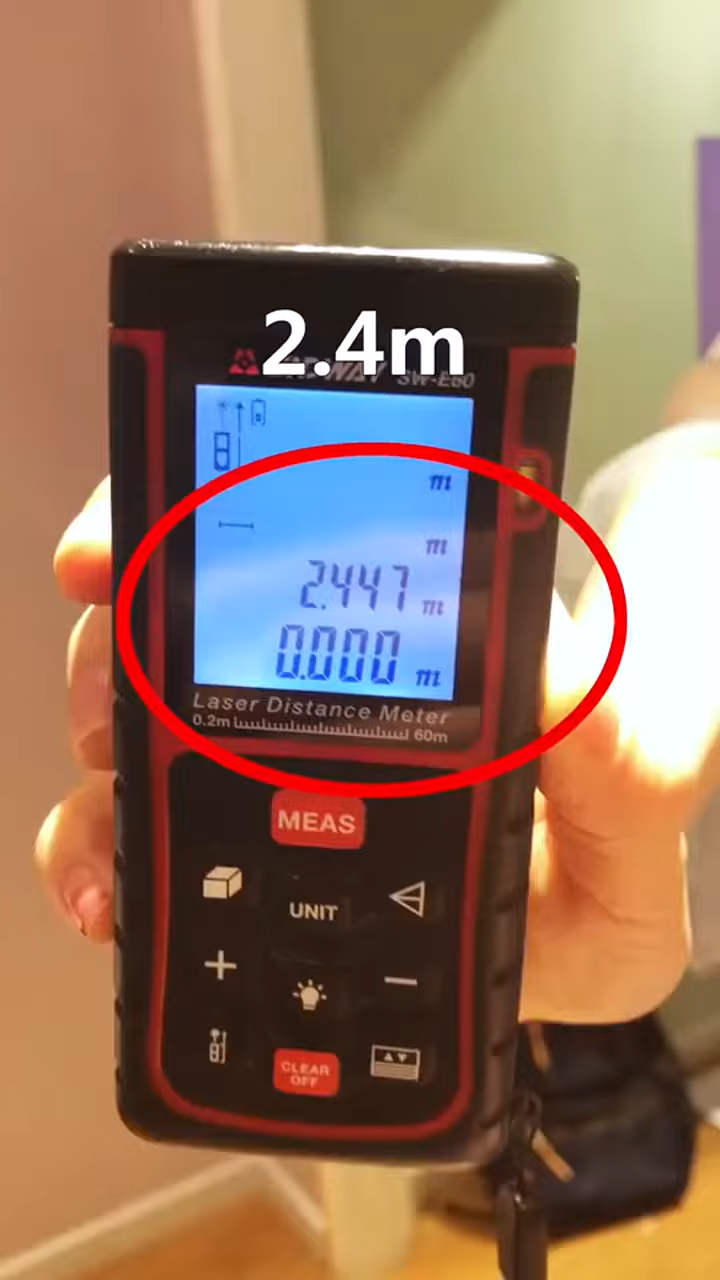 2.4m
SW-E60
m
m
2.447 m
0.000 m
Laser Distance Meter
0.2m 60m
MEAS
UNIT
CLEAR
OFF